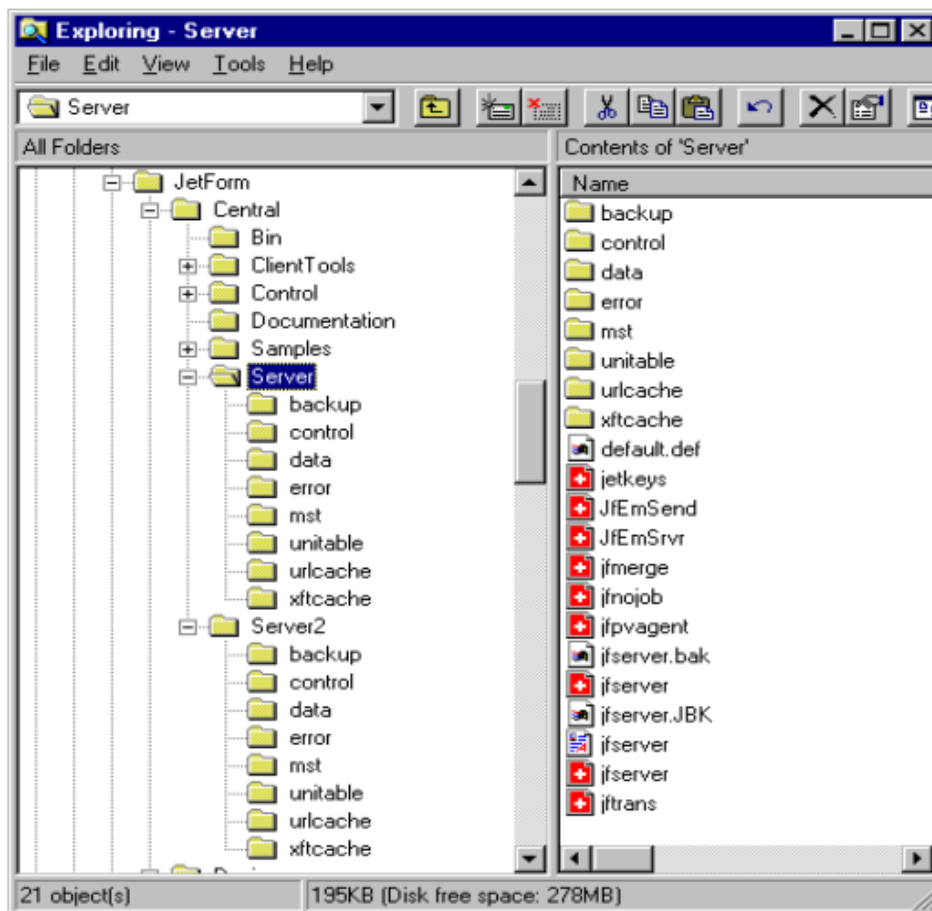 Exploring - Server
File Edit View Tools Help
Server
All Folders
Contents of 'Server'
JetForm
Central
Bin
ClientTools
Control
Documentation
Samples
Server
backup
control
data
error
mst
unitable
urlcache
xftcache
Server2
backup
control
data
error
mst
unitable
urlcache
xftcache
Name
backup
control
data
error
mst
unitable
urlcache
xftcache
default.def
jetkeys
JfEmSend
JfEmSrvr
jfmerge
jfnojob
jfpvagent
jfserver.bak
jfserver
jfserver.JBK
jfserver
jfserver
jftrans
21 object(s)
195KB (Disk free space: 278MB)